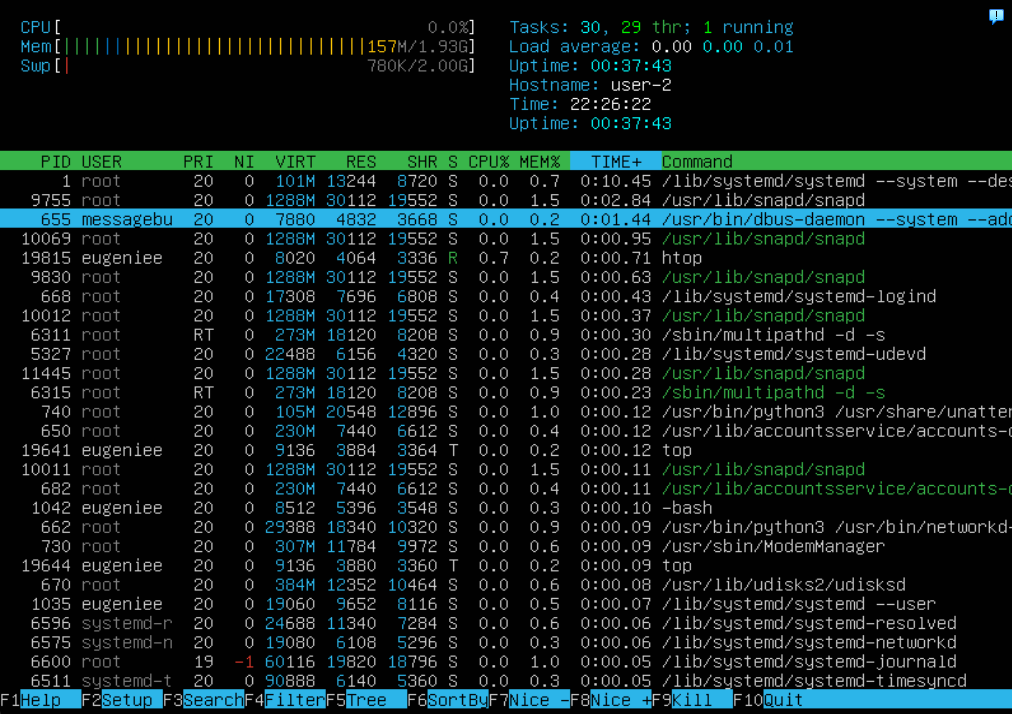 CPU[ 0.0%] Tasks: 30, 29 thr; 1 running
Mem[||||||||||||||||||||||||||||||157M/1.93G] Load average: 0.00 0.00 0.01
Swp[| 780K/2.00G] Uptime: 00:37:43
Hostname: user-2
Time: 22:26:22
Uptime: 00:37:43
PID USER PRI NI VIRT RES SHR S CPU% MEM% TIME+ Command
1 root 20 0 101M 13244 8720 S 0.0 0.7 0:10.45 /lib/systemd/systemd --system --des
9755 root 20 0 1288M 30112 19552 S 0.0 1.5 0:02.84 /usr/lib/snapd/snapd
655 messagebu 20 0 7880 4832 3668 S 0.0 0.2 0:01.44 /usr/bin/dbus-daemon --system --add
10069 root 20 0 1288M 30112 19552 S 0.0 1.5 0:00.95 /usr/lib/snapd/snapd
19815 eugeniee 20 0 8020 4064 3336 R 0.7 0.2 0:00.71 htop
9830 root 20 0 1288M 30112 19552 S 0.0 1.5 0:00.63 /usr/lib/snapd/snapd
668 root 20 0 17308 7696 6808 S 0.0 0.4 0:00.43 /lib/systemd/systemd-logind
10012 root 20 0 1288M 30112 19552 S 0.0 1.5 0:00.37 /usr/lib/snapd/snapd
6311 root RT 0 273M 18120 8208 S 0.0 0.9 0:00.30 /sbin/multipathd -d -s
5327 root 20 0 22488 6156 4320 S 0.0 0.3 0:00.28 /lib/systemd/systemd-udevd
11445 root 20 0 1288M 30112 19552 S 0.0 1.5 0:00.28 /usr/lib/snapd/snapd
6315 root RT 0 273M 18120 8208 S 0.0 0.9 0:00.23 /sbin/multipathd -d -s
740 root 20 0 105M 20548 12896 S 0.0 1.0 0:00.12 /usr/bin/python3 /usr/share/unatten
650 root 20 0 230M 7440 6612 S 0.0 0.4 0:00.12 /usr/lib/accountsservice/accounts-d
19641 eugeniee 20 0 9136 3884 3364 T 0.0 0.2 0:00.12 top
10011 root 20 0 1288M 30112 19552 S 0.0 1.5 0:00.11 /usr/lib/snapd/snapd
682 root 20 0 230M 7440 6612 S 0.0 0.4 0:00.11 /usr/lib/accountsservice/accounts-d
1042 eugeniee 20 0 8512 5396 3548 S 0.0 0.3 0:00.10 -bash
662 root 20 0 29388 18340 10320 S 0.0 0.9 0:00.09 /usr/bin/python3 /usr/bin/networkd-
730 root 20 0 307M 11784 9972 S 0.0 0.6 0:00.09 /usr/sbin/ModemManager
19644 eugeniee 20 0 9136 3880 3360 T 0.0 0.2 0:00.09 top
670 root 20 0 384M 12352 10464 S 0.0 0.6 0:00.08 /usr/lib/udisks2/udisksd
1035 eugeniee 20 0 19060 9652 8116 S 0.0 0.5 0:00.07 /lib/systemd/systemd --user
6596 systemd-r 20 0 24688 11340 7284 S 0.0 0.6 0:00.06 /lib/systemd/systemd-resolved
6575 systemd-n 20 0 19080 6108 5296 S 0.0 0.3 0:00.06 /lib/systemd/systemd-networkd
6600 root 19 -1 60116 19820 18796 S 0.0 1.0 0:00.05 /lib/systemd/systemd-journald
6511 systemd-t 20 0 90888 6140 5360 S 0.0 0.3 0:00.05 /lib/systemd/systemd-timesyncd
F1Help F2Setup F3SearchF4FilterF5Tree F6SortByF7Nice -F8Nice +F9Kill F10Quit